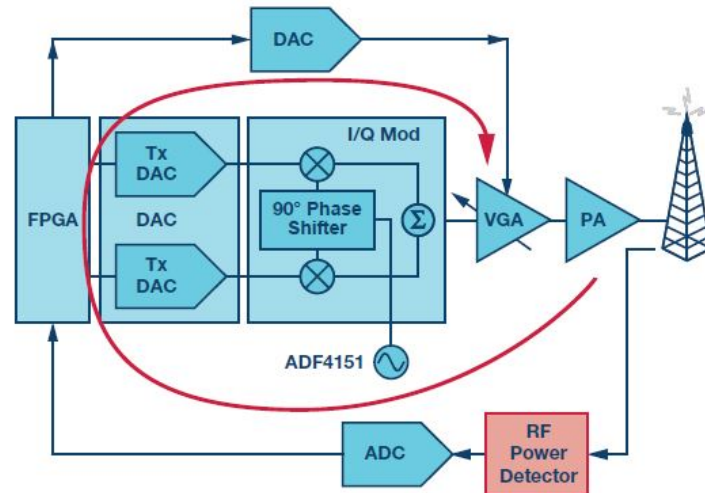 DAC
I/Q Mod
Tx
DAC
FPGA
DAC
90° Phase
Shifter
Σ
VGA
PA
Tx
DAC
ADF4151
ADC
RF
Power
Detector